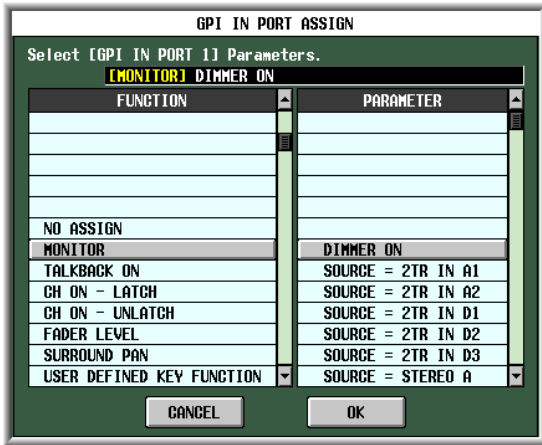 GPI IN PORT ASSIGN
Select [GPI IN PORT 1] Parameters.
[MONITOR] DIMMER ON
FUNCTION PARAMETER
NO ASSIGN
MONITOR DIMMER ON
TALKBACK ON SOURCE = 2TR IN A1
CH ON - LATCH SOURCE = 2TR IN A2
CH ON - UNLATCH SOURCE = 2TR IN D1
FADER LEVEL SOURCE = 2TR IN D2
SURROUND PAN SOURCE = 2TR IN D3
USER DEFINED KEY FUNCTION SOURCE = STEREO A
CANCEL OK